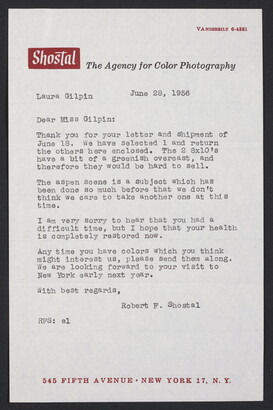 VANDERBILT 6-4381
Shostal
The Agency for Color Photography
June 28, 1956
Laura Gilpin
Dear Miss Gilpin:
Thank you for your letter and shipment of
June 18. We have selected 1 and return
the others here enclosed. The 2 8x10's
have a bit of a greenish overcast, and
therefore they would be hard to sell.
The aspen scene is a subject which has
been done so much before that we don't
think we care to take another one at this
time.
I am very sorry to hear that you had a
difficult time, but I hope that your health
is completely restored now.
Any time you have colors which you think
might interest us, please send them along.
We are looking forward to your visit to
New York early next year.
With best regards,
Robert F. Shostal
RFS: el
545 FIFTH AVENUE • NEW YORK 17, N. Y.